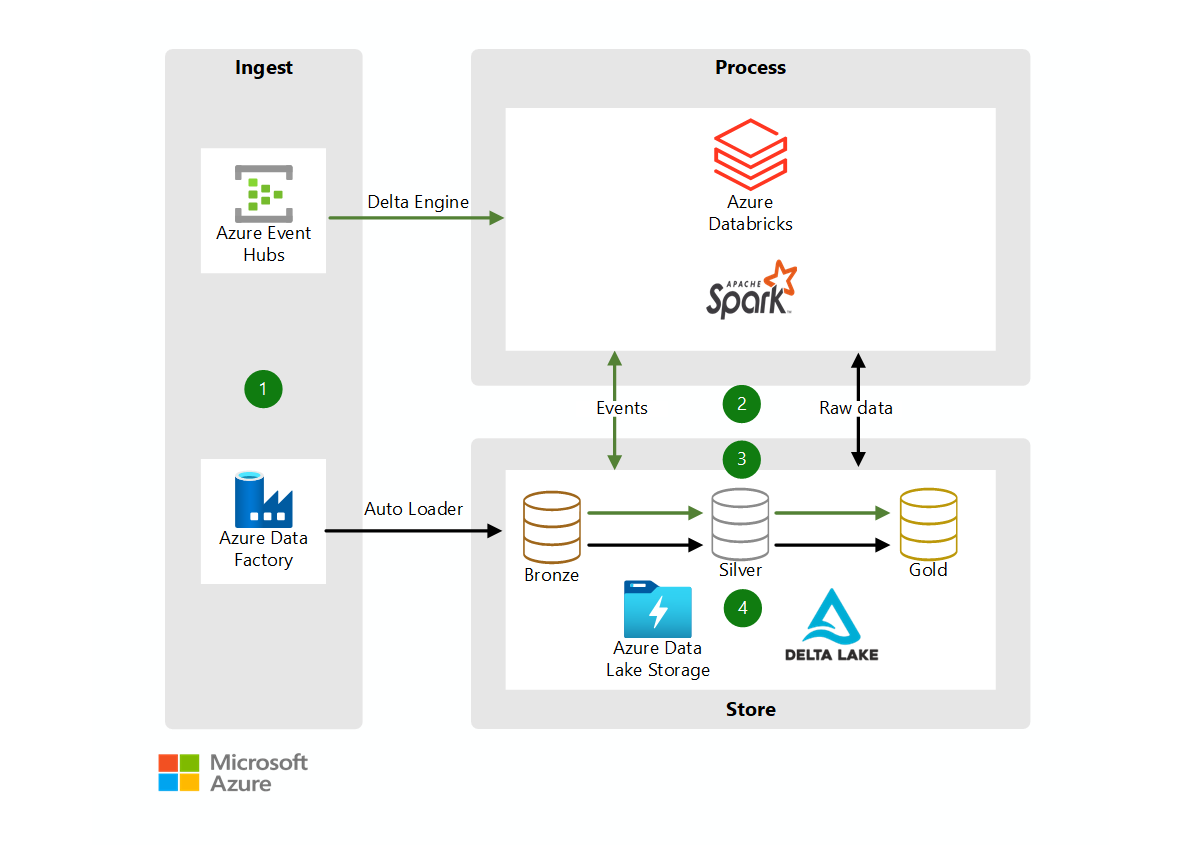 Ingest
Process
Azure Event
Hubs
Delta Engine
Azure
Databricks
APACHE
Spark™
1
Events
2
Raw data
3
Azure Data
Factory
Auto Loader
Bronze
Silver
Gold
4
Azure Data
Lake Storage
DELTA LAKE
Store
Microsoft
Azure